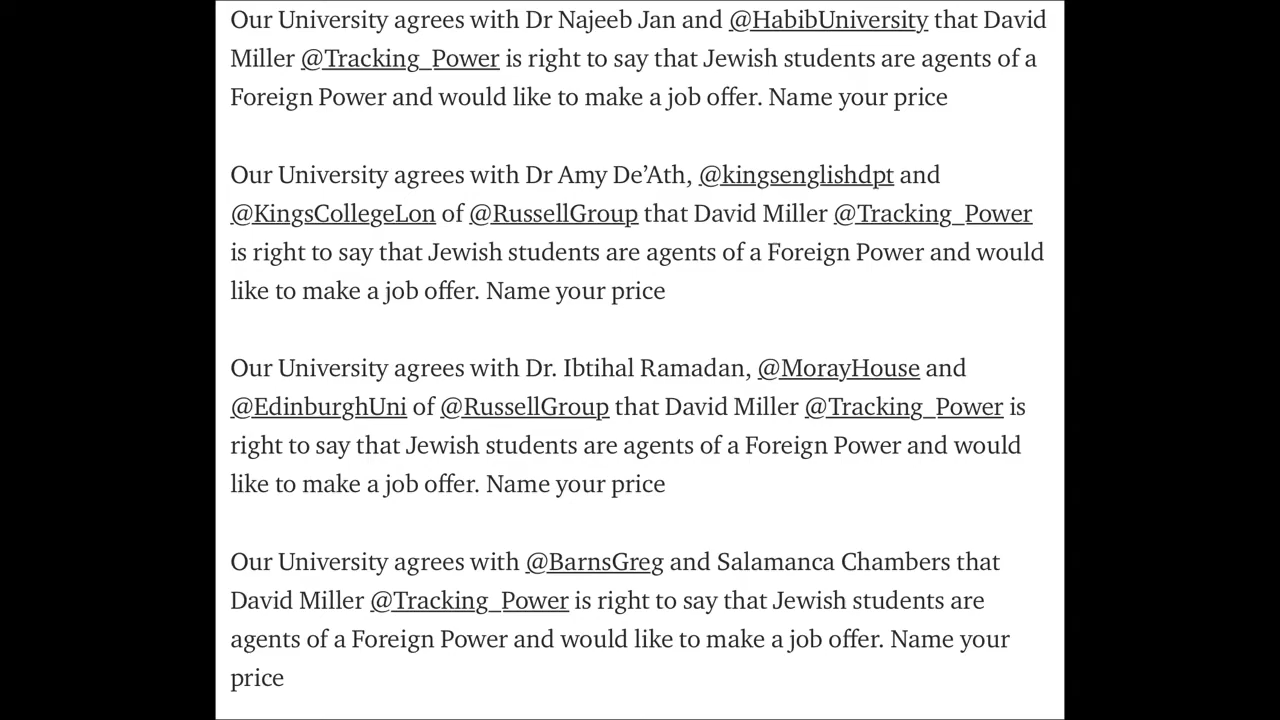 Our University agrees with Dr Najeeb Jan and @HabibUniversity that David
Miller @Tracking_Power is right to say that Jewish students are agents of a
Foreign Power and would like to make a job offer. Name your price
Our University agrees with Dr Amy De’Ath, @kingsenglishdpt and
@KingsCollegeLon of @RussellGroup that David Miller @Tracking_Power
is right to say that Jewish students are agents of a Foreign Power and would
like to make a job offer. Name your price
Our University agrees with Dr. Ibtihal Ramadan, @MorayHouse and
@EdinburghUni of @RussellGroup that David Miller @Tracking_Power is
right to say that Jewish students are agents of a Foreign Power and would
like to make a job offer. Name your price
Our University agrees with @BarnsGreg and Salamanca Chambers that
David Miller @Tracking_Power is right to say that Jewish students are
agents of a Foreign Power and would like to make a job offer. Name your
price